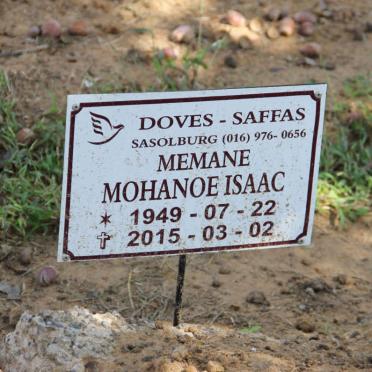 DOVES - SAFFAS
SASOLBURG (016) 976- 0656
MEMANE
MOHANOE ISAAC
1949 - 07 - 22
2015 - 03 - 02